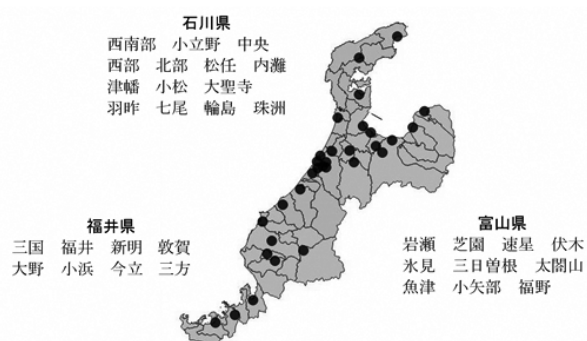 石川県
西南部 小立野 中央
西部 北部 松任 内灘
津幡 小松 大聖寺
羽咋 七尾 輪島 珠洲
福井県
三国 福井 新明 敦賀
大野 小浜 今立 三方
富山県
岩瀬 芝園 速星 伏木
氷見 三日曽根 太閤山
魚津 小矢部 福野